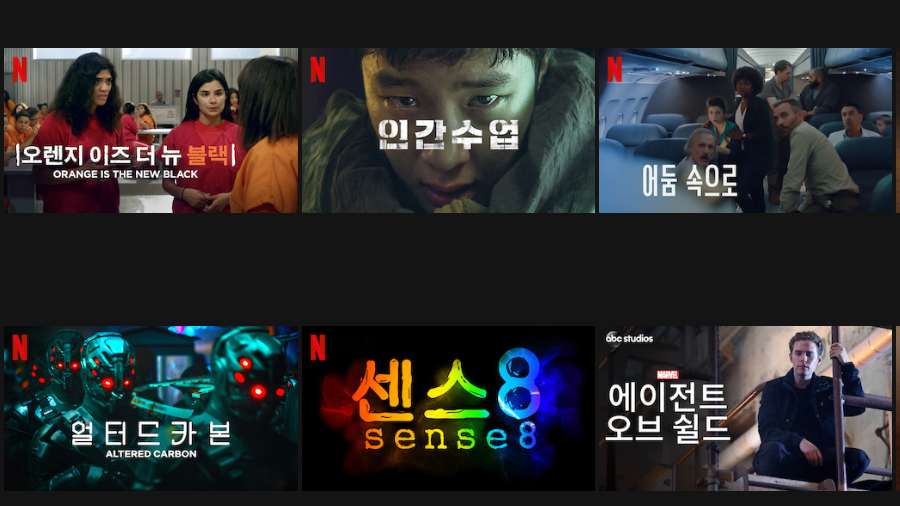 N
|오렌지 이즈 더 뉴 블랙|
ORANGE IS THE NEW BLACK
N
인간수업
N
어둠 속으로
N
얼터드카본
ALTERED CARBON
N
센스8
sense8
abc studios
MARVEL
에이전트
오브 쉴드